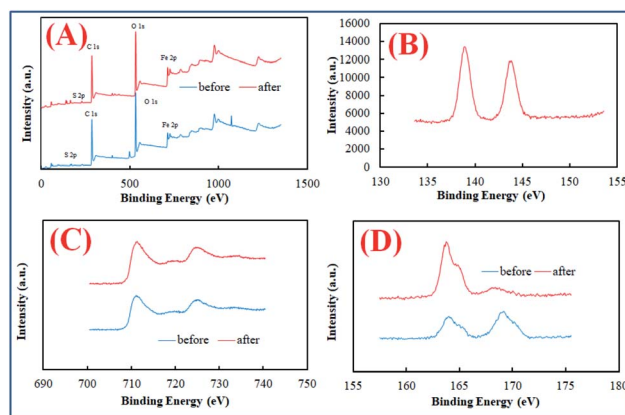 (A)
C 1s
O 1s
Fe 2p
S 2p
before
after
C 1s
O 1s
Fe 2p
S 2p
0
500
1000
1500
Binding Energy (eV)
Intensity (a.u.)
(B)
16000
14000
12000
10000
8000
6000
4000
2000
0
130
135
140
145
150
155
Binding Energy (eV)
Intensity (a.u.)
(C)
before
after
690
700
710
720
730
740
750
Binding Energy (eV)
Intensity (a.u.)
(D)
before
after
155
160
165
170
175
180
Binding Energy (eV)
Intensity (a.u.)